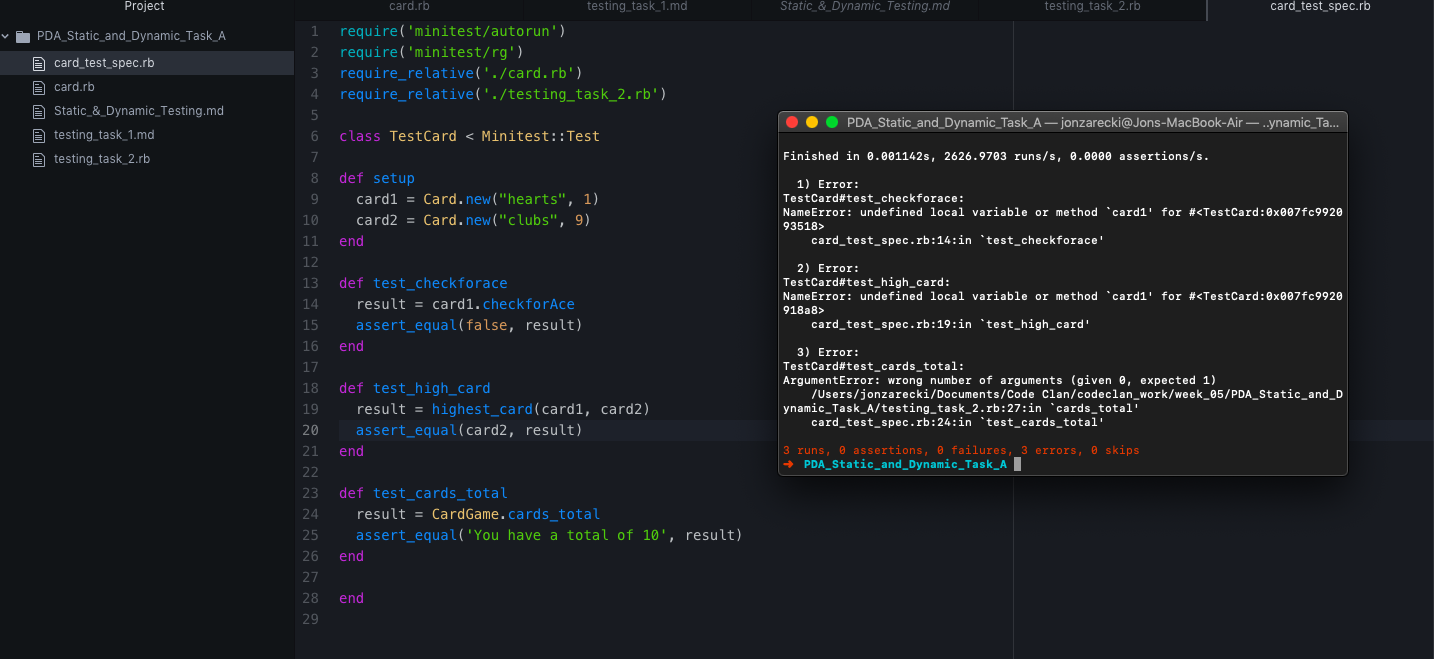 Project
PDA_Static_and_Dynamic_Task_A
card_test_spec.rb
card.rb
Static_&_Dynamic_Testing.md
testing_task_1.md
testing_task_2.rb
card.rb
testing_task_1.md
Static_&_Dynamic_Testing.md
testing_task_2.rb
card_test_spec.rb
1 require('minitest/autorun')
2 require('minitest/rg')
3 require_relative('./card.rb')
4 require_relative('./testing_task_2.rb')
5
6 class TestCard < Minitest::Test
7
8 def setup
9 card1 = Card.new("hearts", 1)
10 card2 = Card.new("clubs", 9)
11 end
12
13 def test_checkforace
14 result = card1.checkforAce
15 assert_equal(false, result)
16 end
17
18 def test_high_card
19 result = highest_card(card1, card2)
20 assert_equal(card2, result)
21 end
22
23 def test_cards_total
24 result = CardGame.cards_total
25 assert_equal('You have a total of 10', result)
26 end
27
28 end
29
PDA_Static_and_Dynamic_Task_A — jonzarecki@Jons-MacBook-Air — ..ynamic_Ta...
Finished in 0.001142s, 2626.9703 runs/s, 0.0000 assertions/s.
1) Error:
TestCard#test_checkforace:
NameError: undefined local variable or method `card1' for #<TestCard:0x007fc9920
93518>
card_test_spec.rb:14:in `test_checkforace'
2) Error:
TestCard#test_high_card:
NameError: undefined local variable or method `card1' for #<TestCard:0x007fc9920
918a8>
card_test_spec.rb:19:in `test_high_card'
3) Error:
TestCard#test_cards_total:
ArgumentError: wrong number of arguments (given 0, expected 1)
/Users/jonzarecki/Documents/Code Clan/codeclan_work/week_05/PDA_Static_and_D
ynamic_Task_A/testing_task_2.rb:27:in `cards_total'
card_test_spec.rb:24:in `test_cards_total'
3 runs, 0 assertions, 0 failures, 3 errors, 0 skips
➜ PDA_Static_and_Dynamic_Task_A